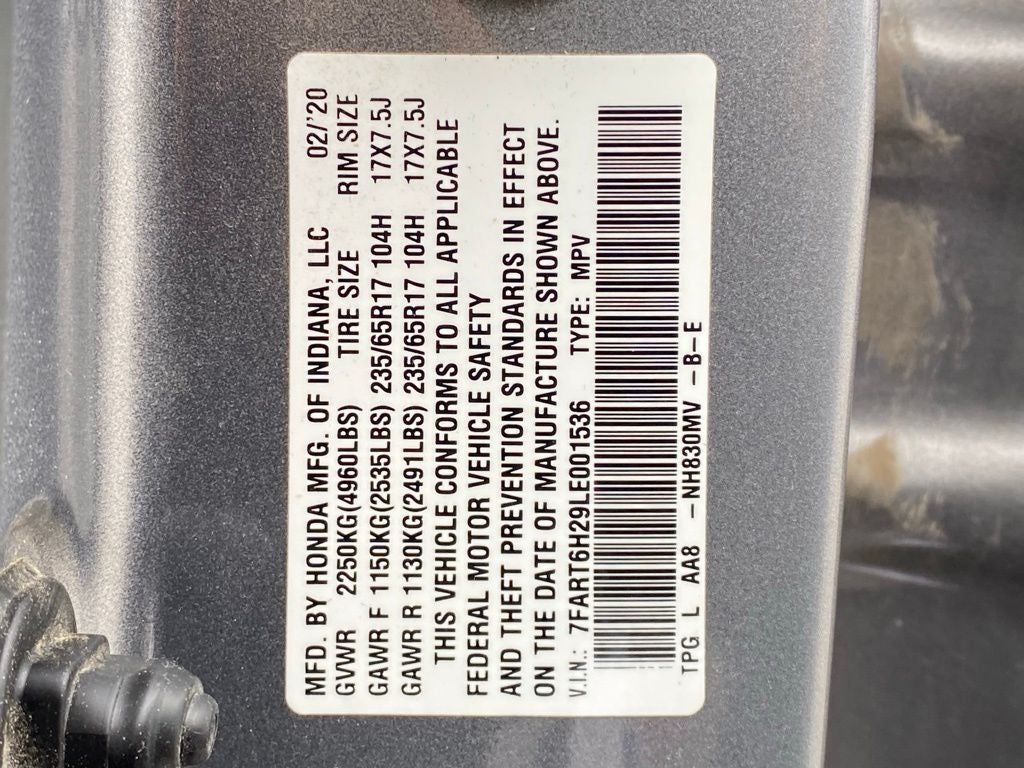 MFD. BY HONDA MFG. OF INDIANA, LLC 02/'20
GVWR 2250KG(4960LBS) TIRE SIZE RIM SIZE
GAWR F 1150KG(2535LBS) 235/65R17 104H 17X7.5J
GAWR R 1130KG(2491LBS) 235/65R17 104H 17X7.5J
THIS VEHICLE CONFORMS TO ALL APPLICABLE
FEDERAL MOTOR VEHICLE SAFETY
AND THEFT PREVENTION STANDARDS IN EFFECT
ON THE DATE OF MANUFACTURE SHOWN ABOVE.
V.I.N.: 7FART6H29LE001536 TYPE: MPV
TPG L AA8 -NH830MV -B-E